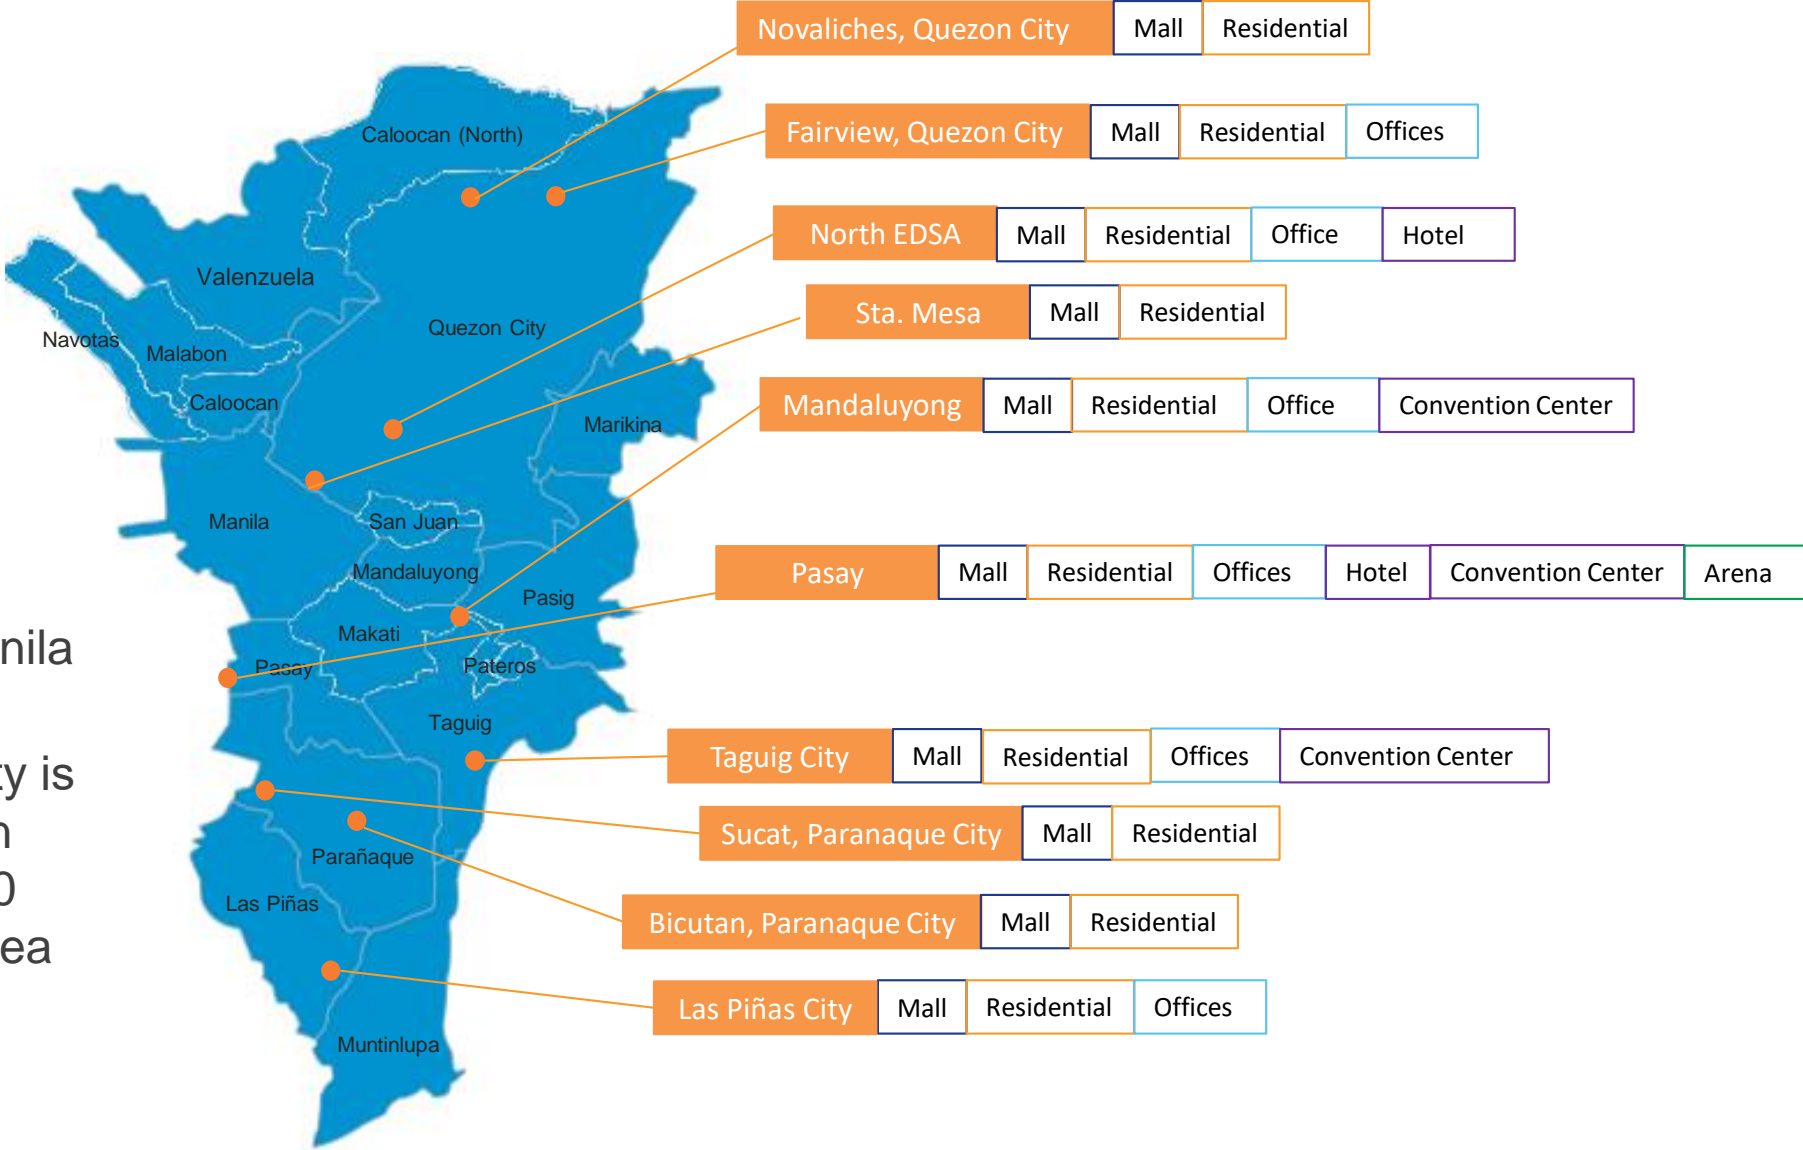 Novaliches, Quezon City Mall Residential
Fairview, Quezon City Mall Residential Offices
North EDSA Mall Residential Office Hotel
Sta. Mesa Mall Residential
Mandaluyong Mall Residential Office Convention Center
Pasay Mall Residential Offices Hotel Convention Center Arena
Taguig City Mall Residential Offices Convention Center
Sucat, Paranaque City Mall Residential
Bicutan, Paranaque City Mall Residential
Las Piñas City Mall Residential Offices
Caloocan (North)
Valenzuela
Quezon City
Navotas
Malabon
Caloocan
Marikina
Manila
San Juan
Mandaluyong
Pasig
Makati
Pasay
Pateros
Taguig
Parañaque
Las Piñas
Muntinlupa
nila
ty is
n
0
ea